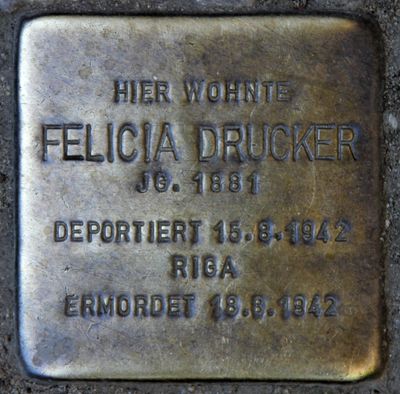 HIER WOHNTE
FELICIA DRUCKER
JG. 1881
DEPORTIERT 15.8.1942
RIGA
ERMORDET 18.8.1942